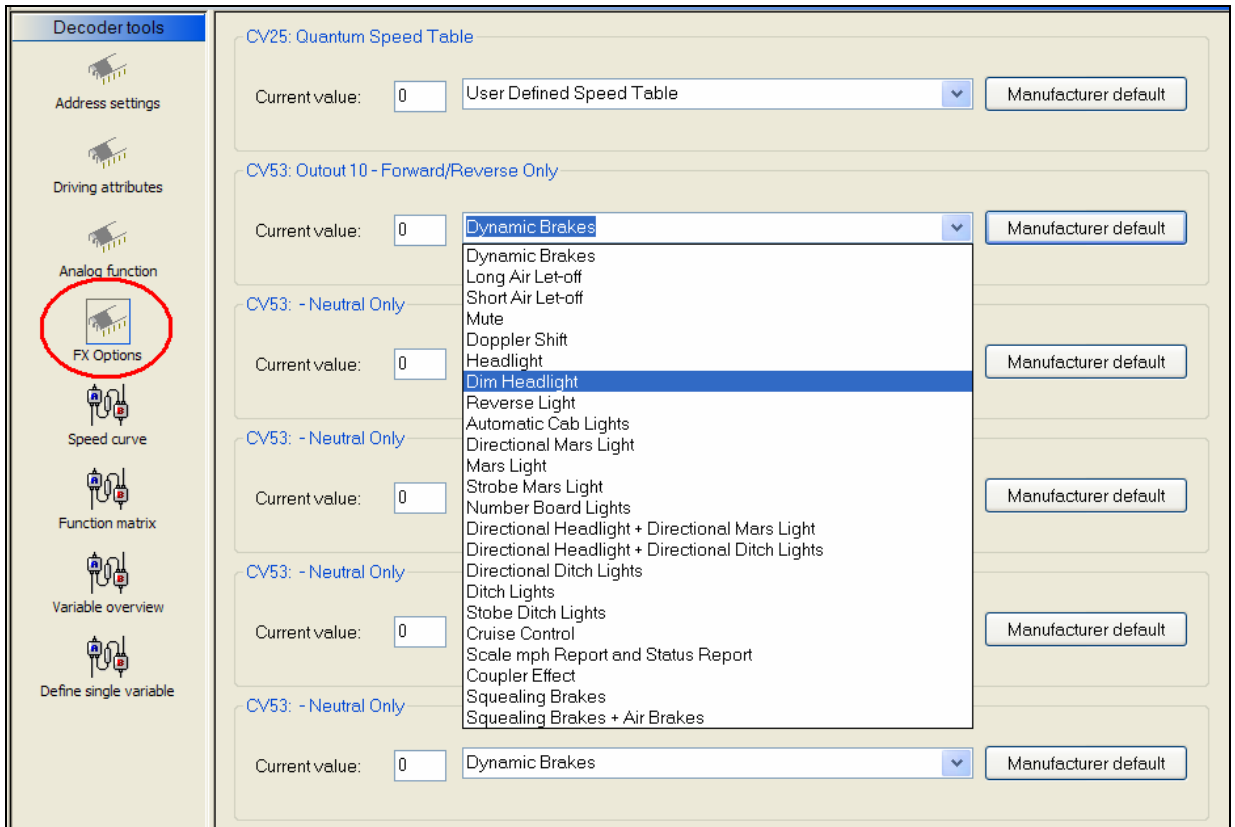 Decoder tools
Address settings
Driving attributes
Analog function
FX Options
Speed curve
Function matrix
Variable overview
Define single variable
CV25: Quantum Speed Table
Current value: 0 User Defined Speed Table Manufacturer default
CV53: Outout 10 - Forward/Reverse Only
Current value: 0 Dynamic Brakes Manufacturer default
Dynamic Brakes
Long Air Let-off
Short Air Let-off
Mute
Doppler Shift
Headlight
Dim Headlight
Reverse Light
Automatic Cab Lights
Directional Mars Light
Mars Light
Strobe Mars Light
Number Board Lights
Directional Headlight + Directional Mars Light
Directional Headlight + Directional Ditch Lights
Directional Ditch Lights
Ditch Lights
Stobe Ditch Lights
Cruise Control
Scale mph Report and Status Report
Coupler Effect
Squealing Brakes
Squealing Brakes + Air Brakes
CV53: - Neutral Only
Current value: 0 Manufacturer default
CV53: - Neutral Only
Current value: 0 Manufacturer default
CV53: - Neutral Only
Current value: 0 Manufacturer default
CV53: - Neutral Only
Current value: 0 Dynamic Brakes Manufacturer default